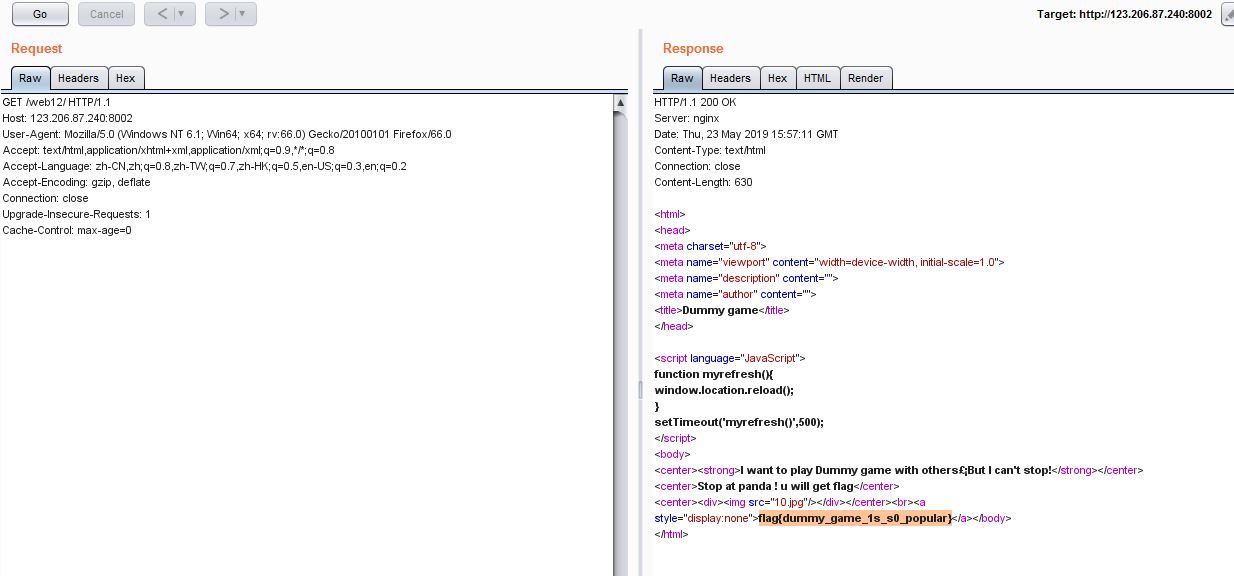 Go Cancel < > Target: http://123.206.87.240:8002
Request
Raw Headers Hex
GET /web12/ HTTP/1.1
Host: 123.206.87.240:8002
User-Agent: Mozilla/5.0 (Windows NT 6.1; Win64; x64; rv:66.0) Gecko/20100101 Firefox/66.0
Accept: text/html,application/xhtml+xml,application/xml;q=0.9,*/*;q=0.8
Accept-Language: zh-CN,zh;q=0.8,zh-TW;q=0.7,zh-HK;q=0.5,en-US;q=0.3,en;q=0.2
Accept-Encoding: gzip, deflate
Connection: close
Upgrade-Insecure-Requests: 1
Cache-Control: max-age=0
Response
Raw Headers Hex HTML Render
HTTP/1.1 200 OK
Server: nginx
Date: Thu, 23 May 2019 15:57:11 GMT
Content-Type: text/html
Connection: close
Content-Length: 630
<html>
<head>
<meta charset="utf-8">
<meta name="viewport" content="width=device-width, initial-scale=1.0">
<meta name="description" content="">
<meta name="author" content="">
<title>Dummy game</title>
</head>
<script language="JavaScript">
function myrefresh(){
window.location.reload();
}
setTimeout('myrefresh()',500);
</script>
<body>
<center><strong>I want to play Dummy game with others£¡But I can't stop!</strong></center>
<center>Stop at panda ! u will get flag</center>
<center><div><img src="10.jpg"/></div></center><br><a
style="display:none">flag{dummy_game_1s_s0_popular}</a></body>
</html>